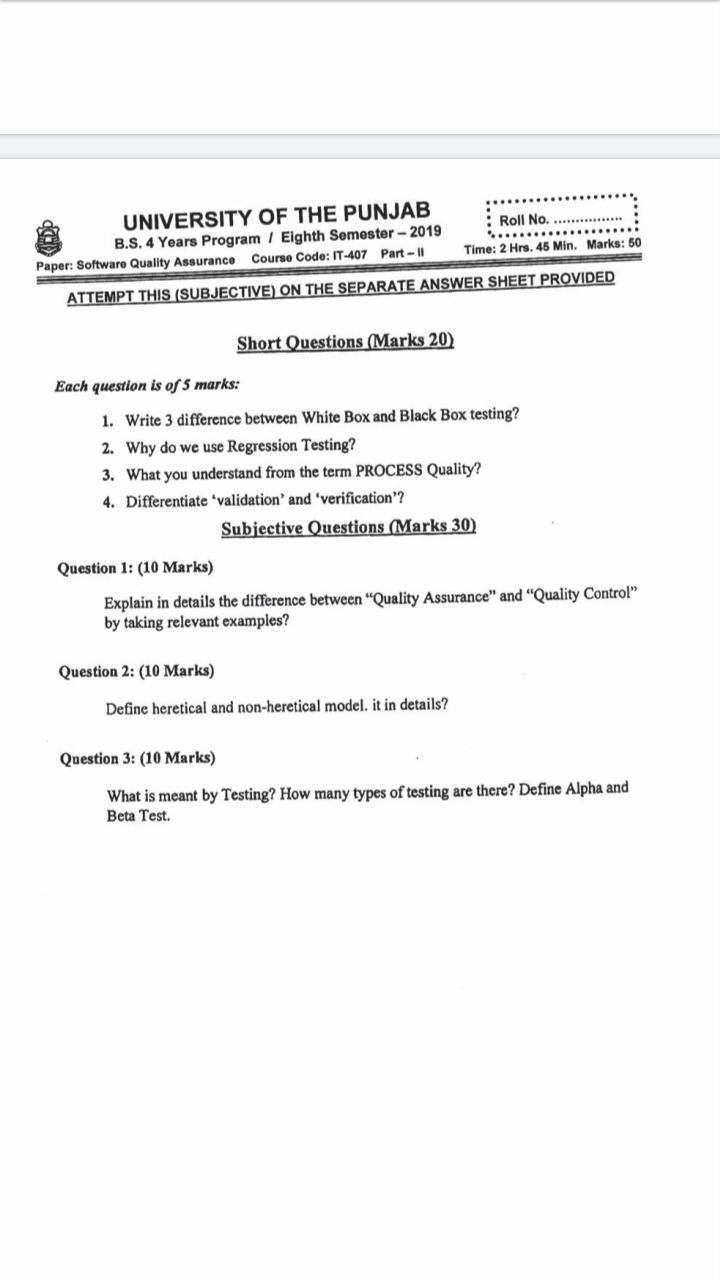 UNIVERSITY OF THE PUNJAB
B.S. 4 Years Program / Eighth Semester – 2019
Roll No. ................
Paper: Software Quality Assurance Course Code: IT-407 Part – II
Time: 2 Hrs. 45 Min. Marks: 50
ATTEMPT THIS (SUBJECTIVE) ON THE SEPARATE ANSWER SHEET PROVIDED
Short Questions (Marks 20)
Each question is of 5 marks:
1. Write 3 difference between White Box and Black Box testing?
2. Why do we use Regression Testing?
3. What you understand from the term PROCESS Quality?
4. Differentiate ‘validation’ and ‘verification’?
Subjective Questions (Marks 30)
Question 1: (10 Marks)
Explain in details the difference between “Quality Assurance” and “Quality Control”
by taking relevant examples?
Question 2: (10 Marks)
Define heretical and non-heretical model. it in details?
Question 3: (10 Marks)
What is meant by Testing? How many types of testing are there? Define Alpha and
Beta Test.